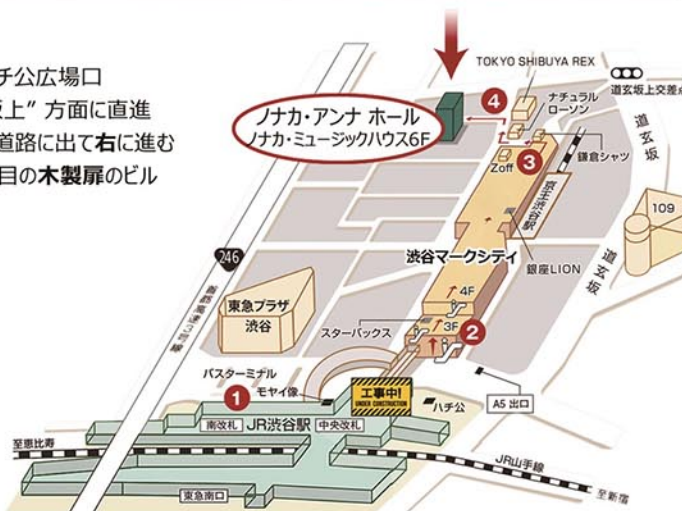 チ公広場口
坂上” 方面に直進
道路に出て右に進む
目の木製扉のビル
ノナカ・アンナ ホール
ノナカ・ミュージックハウス6F
TOKYO SHIBUYA REX
道玄坂上交差点
4
ナチュラル
ローソン
道玄坂
3
鎌倉シャツ
Zoff
京王渋谷駅
109
246
渋谷マークシティ
銀座LION
道玄坂
首都高速3号線
東急プラザ
渋谷
4F
スターバックス
3F
2
バスターミナル
1
モヤイ像
工事中!
UNDER CONSTRUCTION
ハチ公
A5 出口
南改札
JR渋谷駅
中央改札
至恵比寿
JR山手線
東急南口
至新宿